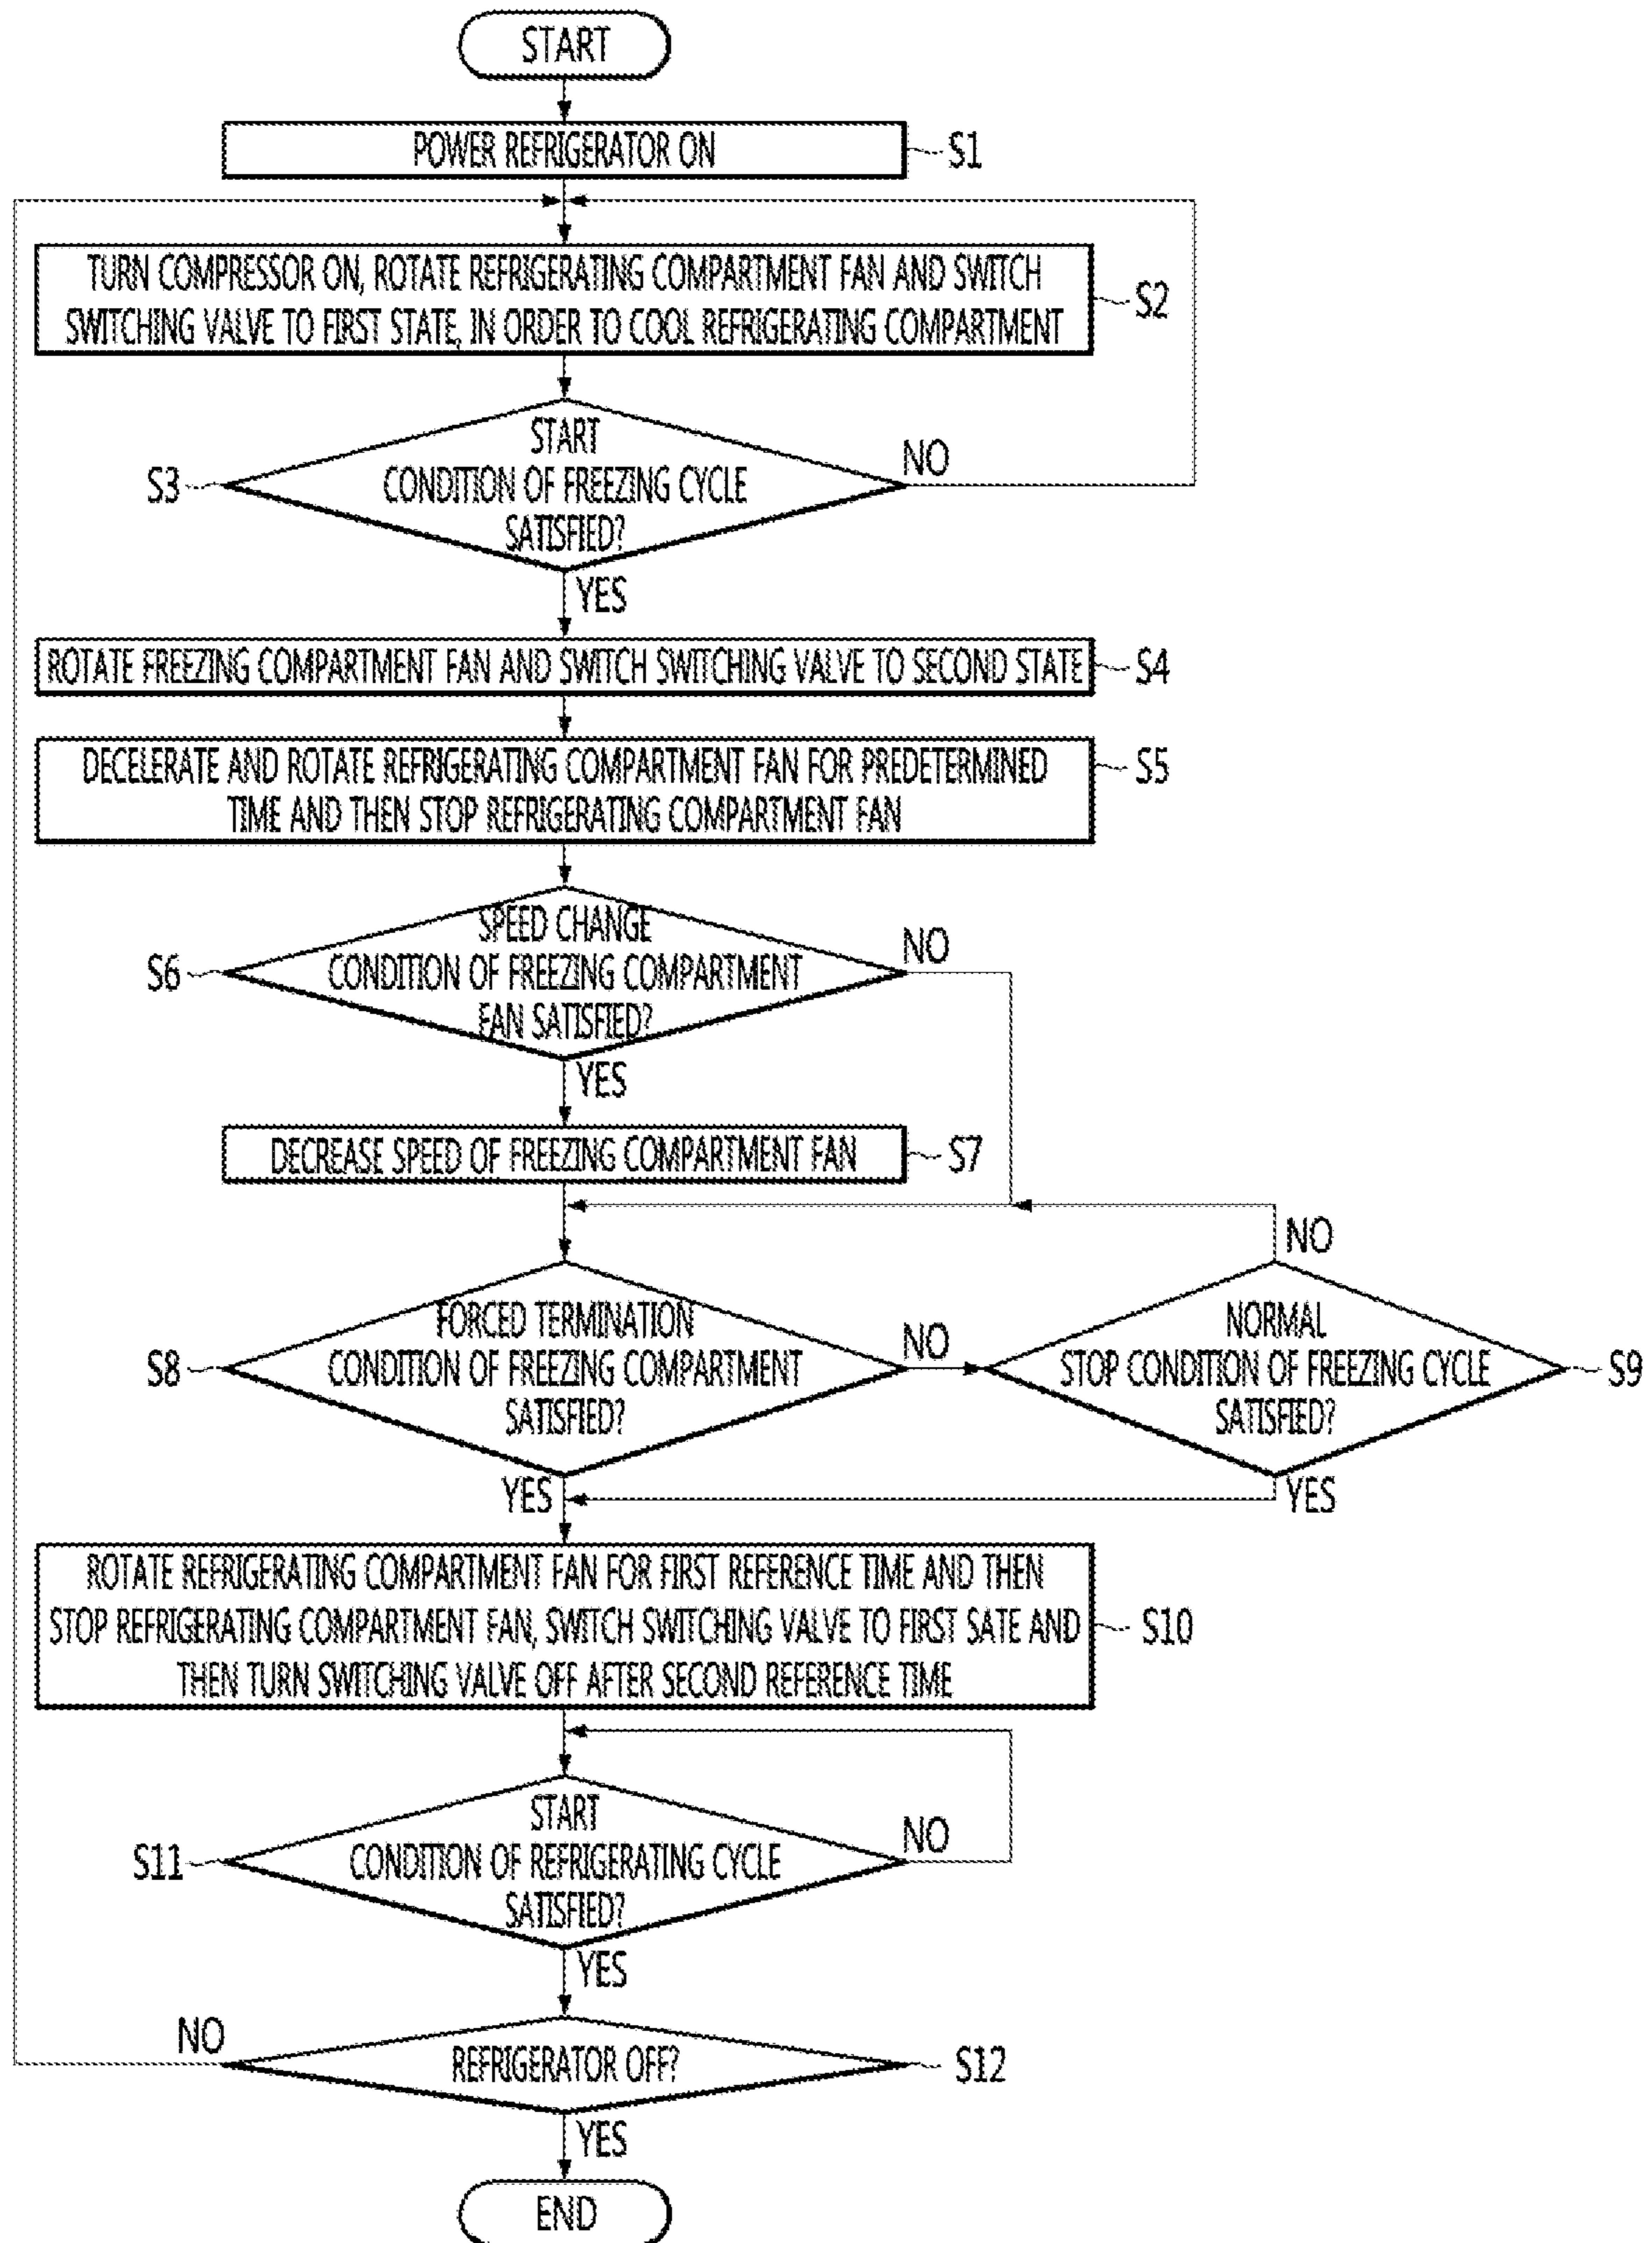 START
POWER REFRIGERATOR ON
S1
TURN COMPRESSOR ON, ROTATE REFRIGERATING COMPARTMENT FAN AND SWITCH
SWITCHING VALVE TO FIRST STATE, IN ORDER TO COOL REFRIGERATING COMPARTMENT
S2
START
CONDITION OF FREEZING CYCLE
SATISFIED?
S3
NO
YES
ROTATE FREEZING COMPARTMENT FAN AND SWITCH SWITCHING VALVE TO SECOND STATE
S4
DECELERATE AND ROTATE REFRIGERATING COMPARTMENT FAN FOR PREDETERMINED
TIME AND THEN STOP REFRIGERATING COMPARTMENT FAN
S5
SPEED CHANGE
CONDITION OF FREEZING COMPARTMENT
FAN SATISFIED?
S6
NO
YES
DECREASE SPEED OF FREEZING COMPARTMENT FAN
S7
FORCED TERMINATION
CONDITION OF FREEZING COMPARTMENT
SATISFIED?
S8
NO
YES
NORMAL
STOP CONDITION OF FREEZING CYCLE
SATISFIED?
S9
NO
YES
ROTATE REFRIGERATING COMPARTMENT FAN FOR FIRST REFERENCE TIME AND THEN
STOP REFRIGERATING COMPARTMENT FAN, SWITCH SWITCHING VALVE TO FIRST SATE AND
THEN TURN SWITCHING VALVE OFF AFTER SECOND REFERENCE TIME
S10
START
CONDITION OF REFRIGERATING CYCLE
SATISFIED?
S11
NO
YES
REFRIGERATOR OFF?
S12
NO
YES
END